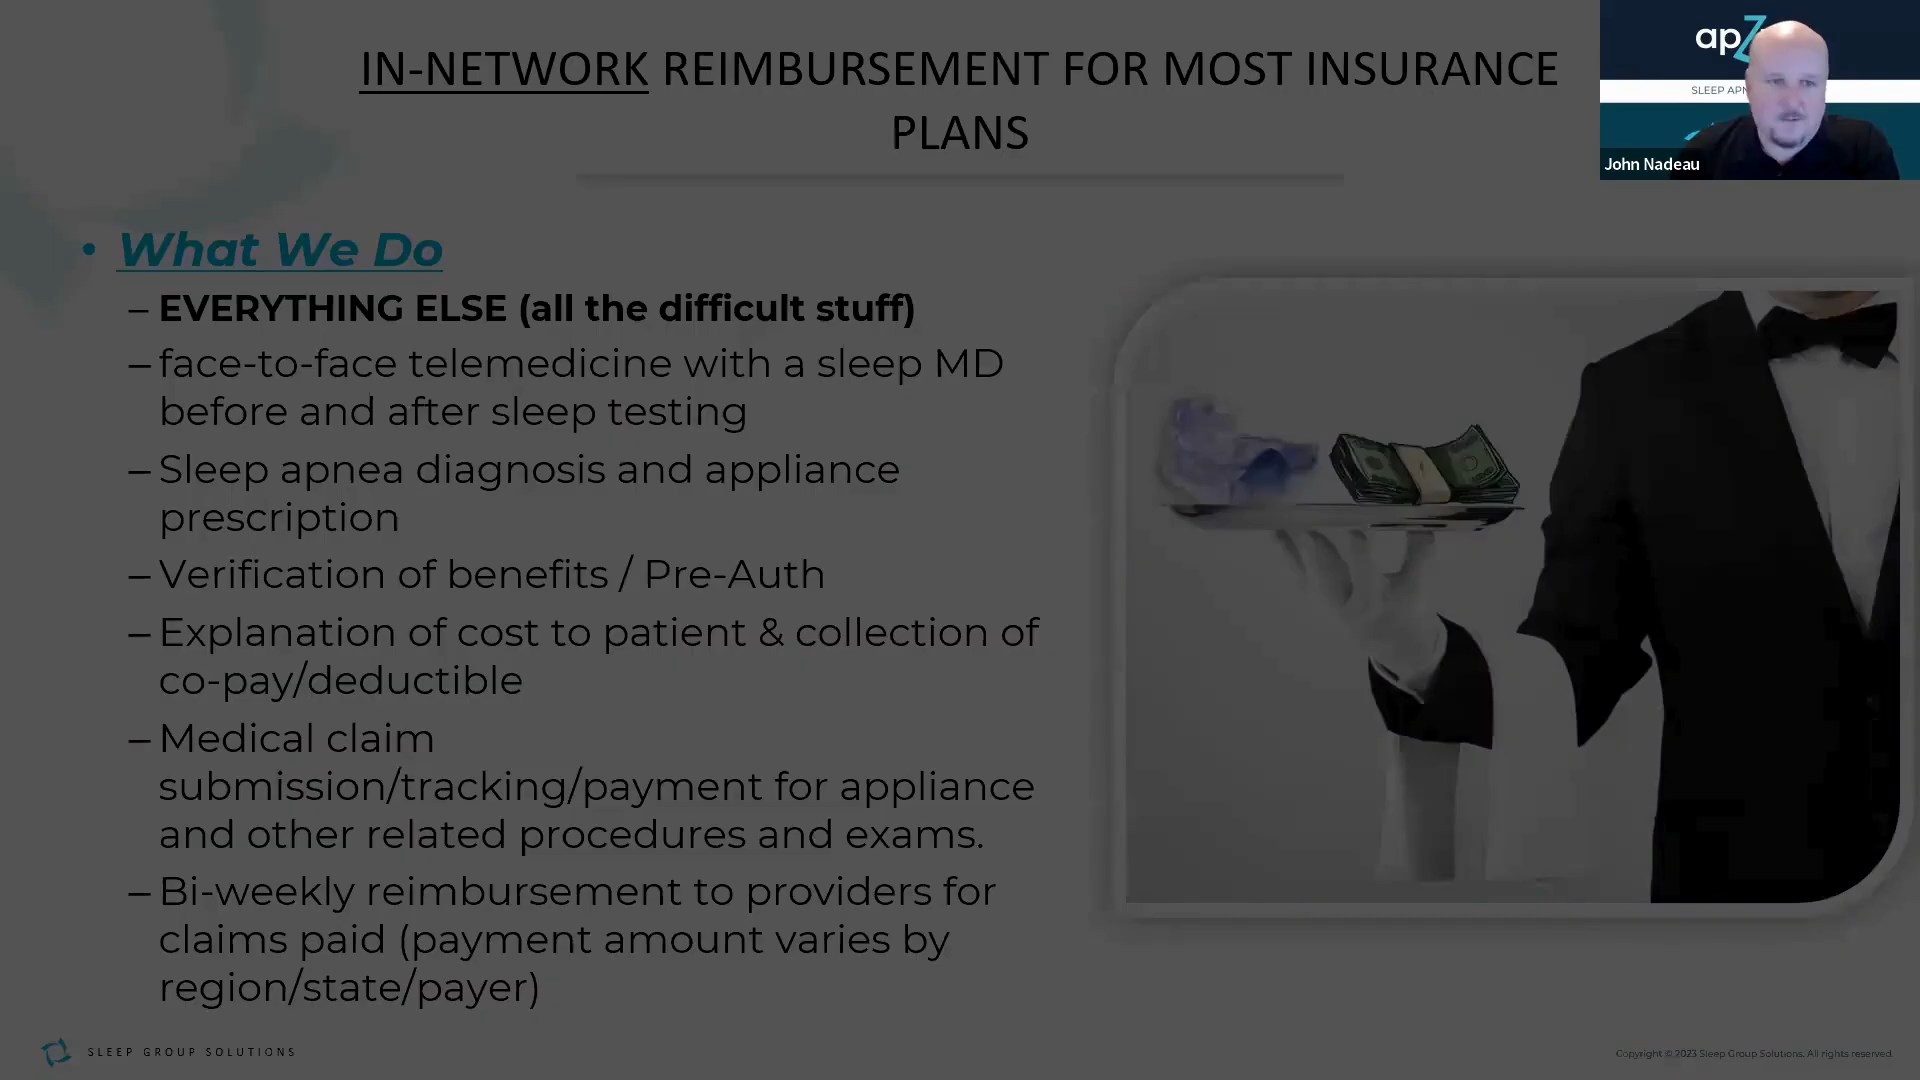 IN-NETWORK REIMBURSEMENT FOR MOST INSURANCE
PLANS
ap
SLEEP
John Nadeau
• What We Do
– EVERYTHING ELSE (all the difficult stuff)
– face-to-face telemedicine with a sleep MD
before and after sleep testing
– Sleep apnea diagnosis and appliance
prescription
– Verification of benefits / Pre-Auth
– Explanation of cost to patient & collection of
co-pay/deductible
– Medical claim
submission/tracking/payment for appliance
and other related procedures and exams.
– Bi-weekly reimbursement to providers for
claims paid (payment amount varies by
region/state/payer)
SLEEP GROUP SOLUTIONS
Copyright © 2023 Sleep Group Solutions. All rights reserved.